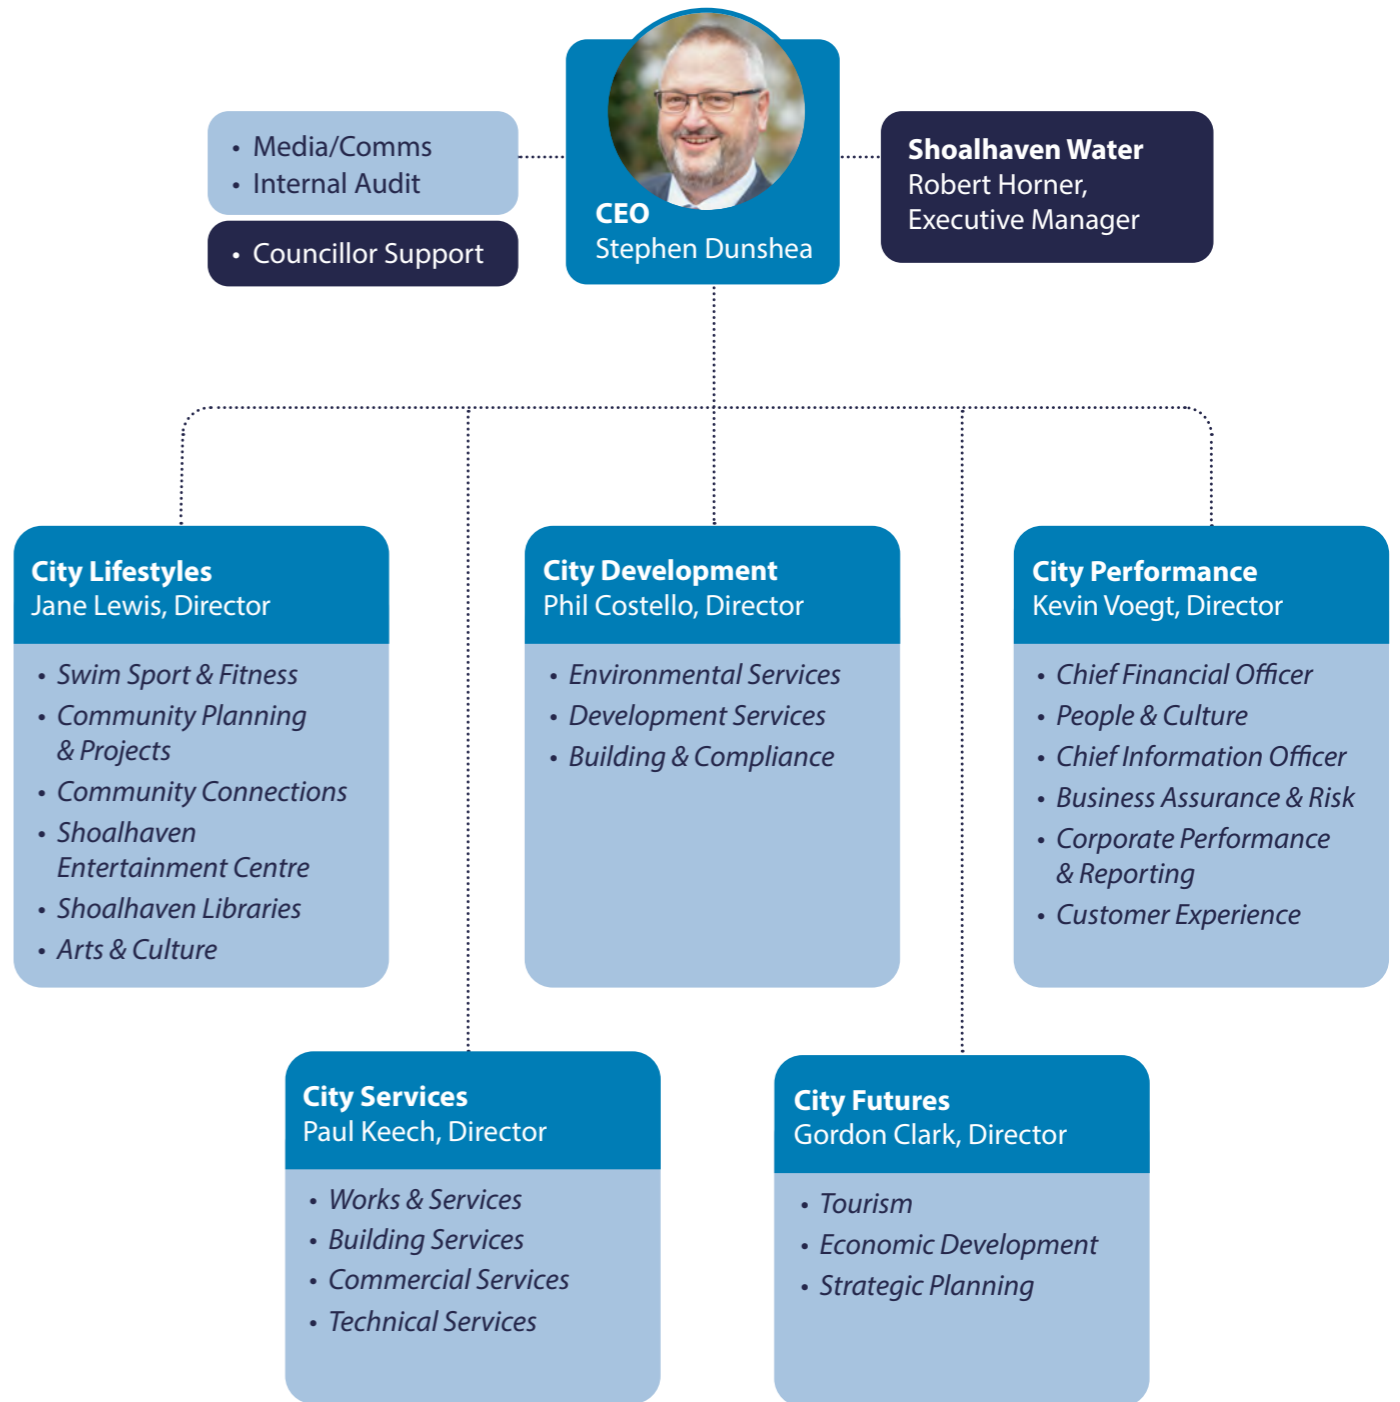 • Media/Comms
• Internal Audit
• Councillor Support
CEO
Stephen Dunshea
Shoalhaven Water
Robert Horner,
Executive Manager
City Lifestyles
Jane Lewis, Director
• Swim Sport & Fitness
• Community Planning
& Projects
• Community Connections
• Shoalhaven
Entertainment Centre
• Shoalhaven Libraries
• Arts & Culture
City Development
Phil Costello, Director
• Environmental Services
• Development Services
• Building & Compliance
City Performance
Kevin Voegt, Director
• Chief Financial Officer
• People & Culture
• Chief Information Officer
• Business Assurance & Risk
• Corporate Performance
& Reporting
• Customer Experience
City Services
Paul Keech, Director
• Works & Services
• Building Services
• Commercial Services
• Technical Services
City Futures
Gordon Clark, Director
• Tourism
• Economic Development
• Strategic Planning